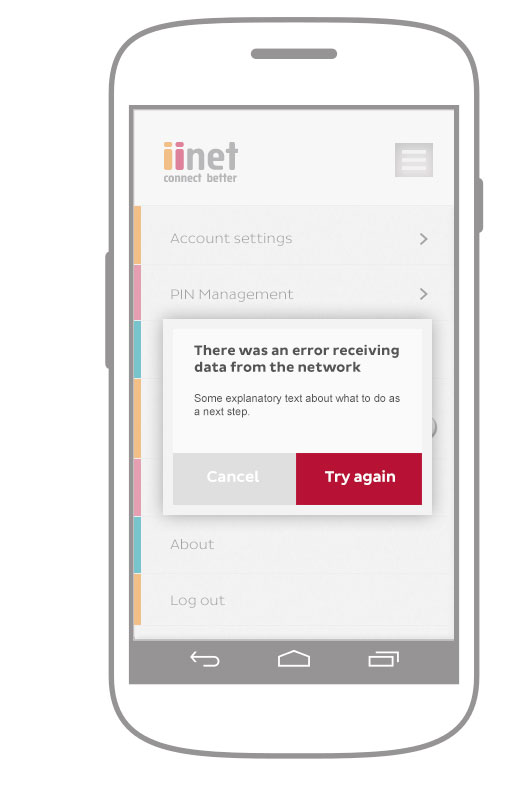 iinet
connect better
Account settings
PIN Management
There was an error receiving
data from the network
Some explanatory text about what to do as
a next step.
Cancel
Try again
About
Log out